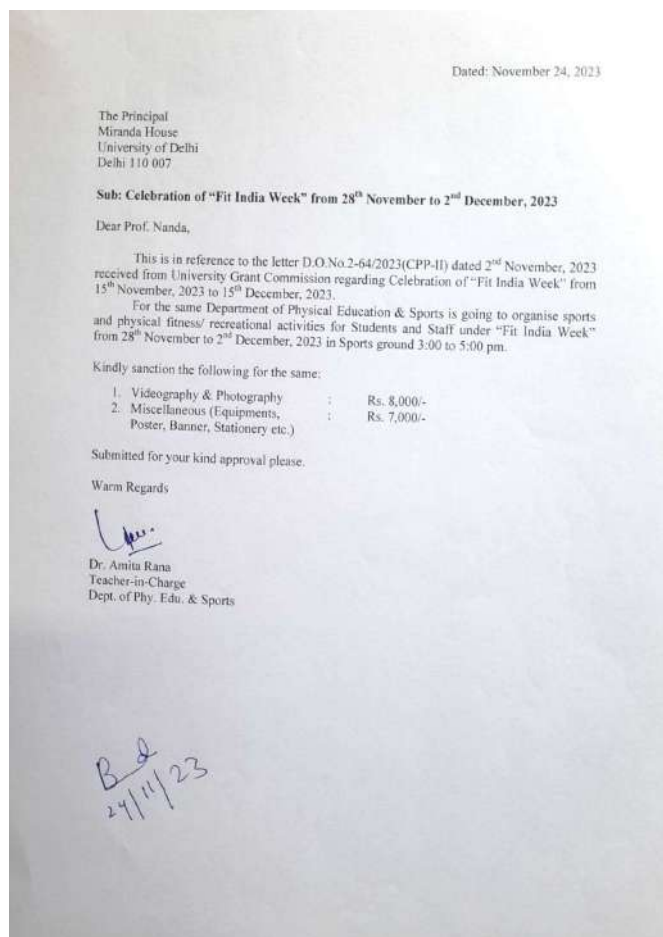 Dated: November 24, 2023
The Principal
Miranda House
University of Delhi
Delhi 110 007
Sub: Celebration of "Fit India Week" from 28th November to 2nd December, 2023
Dear Prof. Nanda,
This is in reference to the letter D.O.No.2-64/2023(CPP-II) dated 2nd November, 2023
received from University Grant Commission regarding Celebration of "Fit India Week" from
15th November, 2023 to 15th December, 2023.
For the same Department of Physical Education & Sports is going to organise sports
and physical fitness/ recreational activities for Students and Staff under "Fit India Week"
from 28th November to 2nd December, 2023 in Sports ground 3:00 to 5:00 pm.
Kindly sanction the following for the same:
1. Videography & Photography : Rs. 8,000/-
2. Miscellaneous (Equipments, : Rs. 7,000/-
Poster, Banner, Stationery etc.)
Submitted for your kind approval please.
Warm Regards
Dr. Amita Rana
Teacher-in-Charge
Dept. of Phy. Edu. & Sports
24/11/23